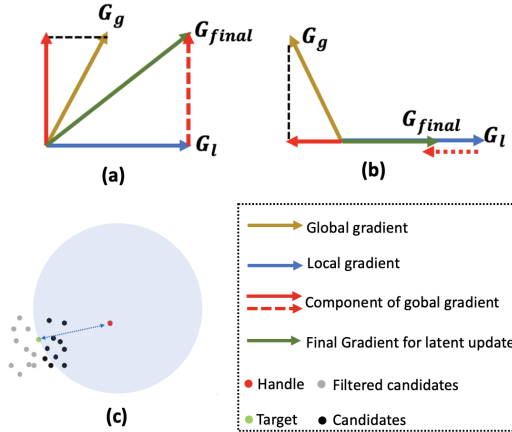 G_g
G_final
G_l
(a)
G_g
G_final
G_l
(b)
(c)
Global gradient
Local gradient
Component of gobal gradient
Final Gradient for latent update
Handle
Filtered candidates
Target
Candidates